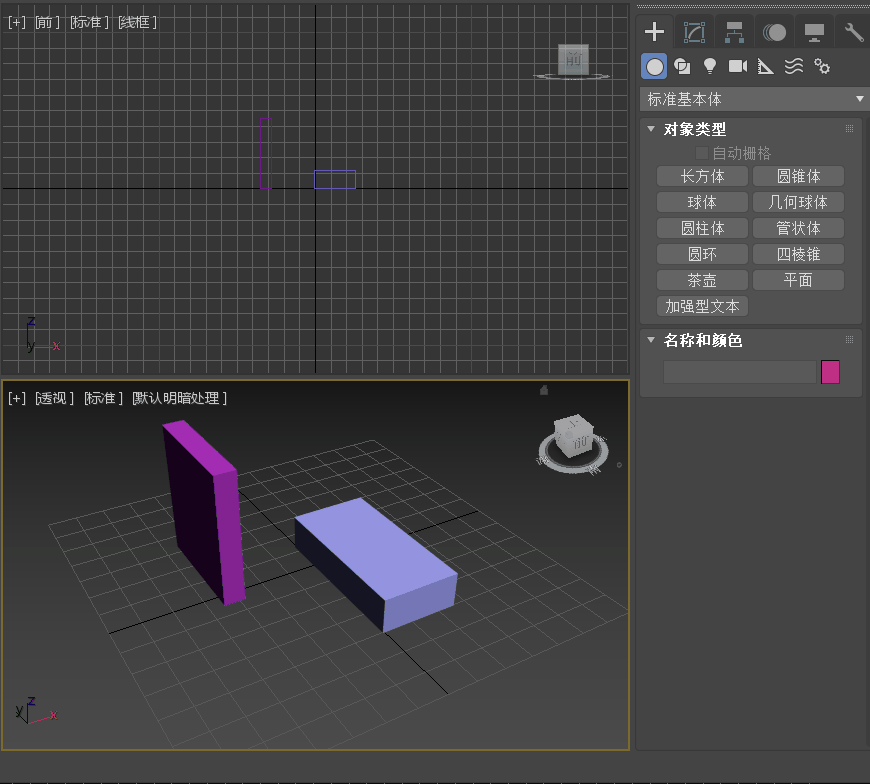 [+] [前] [标准] [线框]
前
z
y x
[+] [透视] [标准] [默认明暗处理]
前
z
y x
标准基本体
对象类型
自动栅格
长方体 圆锥体
球体 几何球体
圆柱体 管状体
圆环 四棱锥
茶壶 平面
加强型文本
名称和颜色